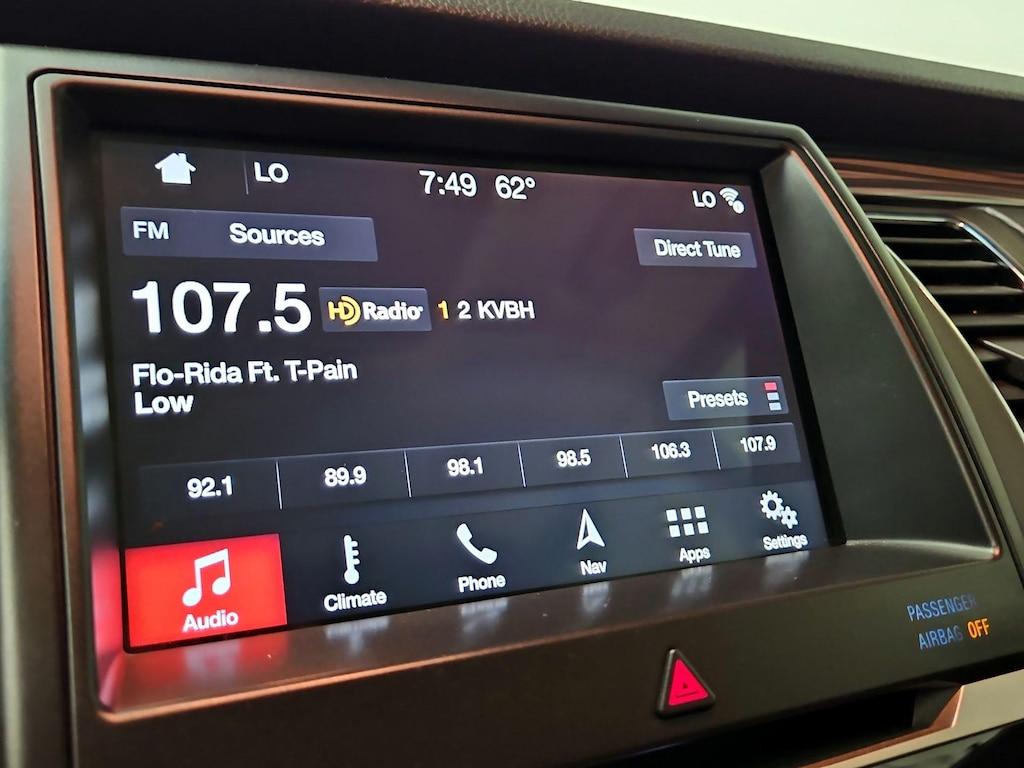 LO 7:49 62° LO
FM Sources Direct Tune
107.5 HD Radio 1 2 KVBH
Flo-Rida Ft. T-Pain
Low
Presets
92.1 89.9 98.1 98.5 106.3 107.9
Audio Climate Phone Nav Apps Settings
PASSENGER
AIRBAG OFF